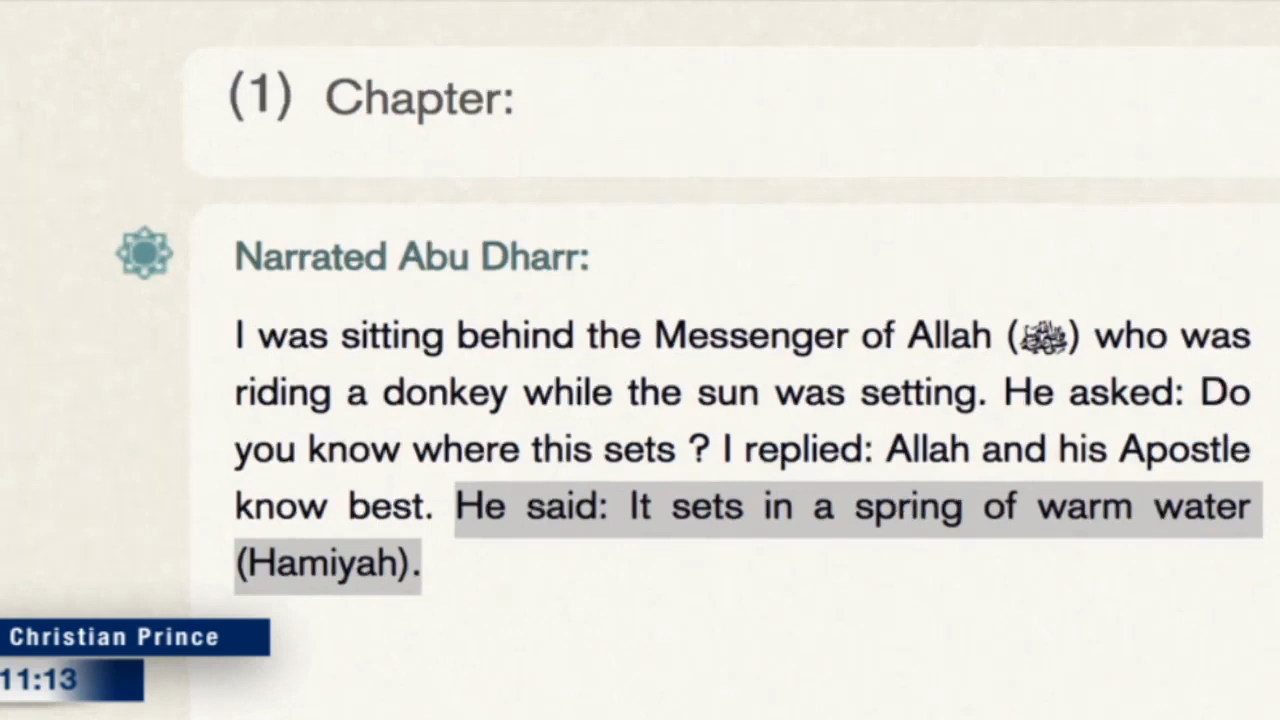 (1) Chapter:
Narrated Abu Dharr:
I was sitting behind the Messenger of Allah (ﷺ) who was
riding a donkey while the sun was setting. He asked: Do
you know where this sets ? I replied: Allah and his Apostle
know best. He said: It sets in a spring of warm water
(Hamiyah).
Christian Prince
11:13